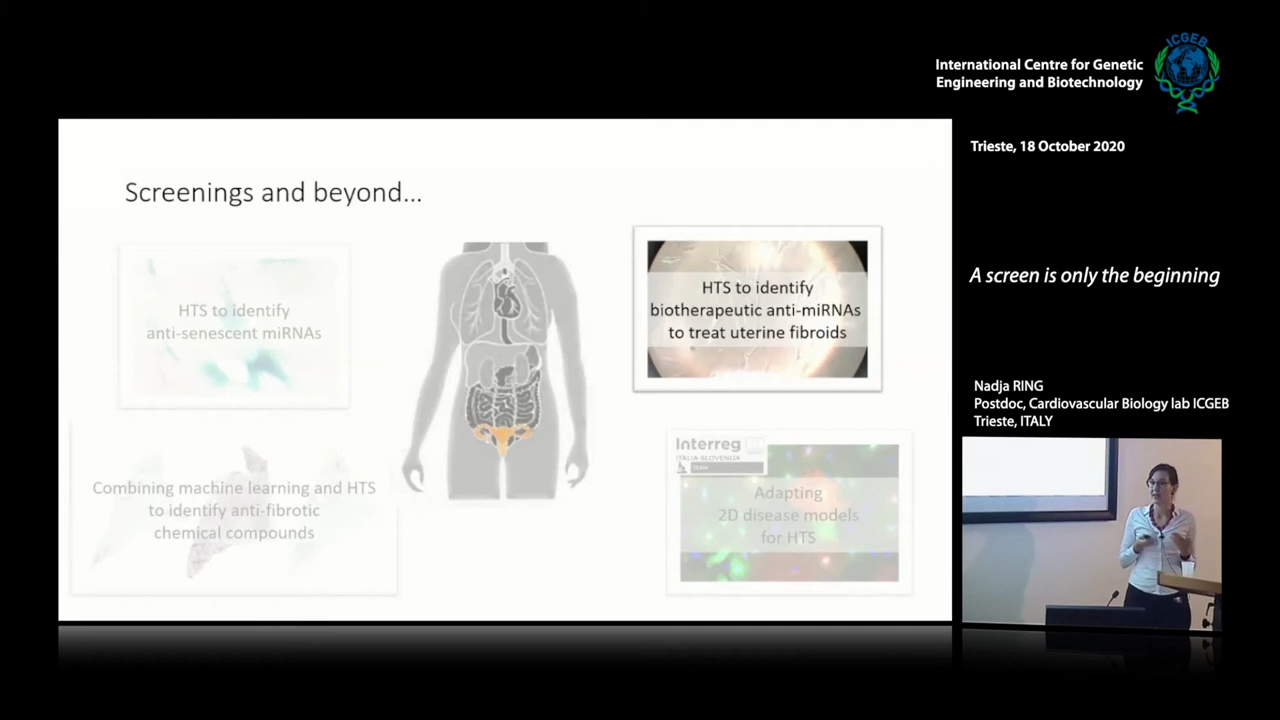 ICGEB
International Centre for Genetic
Engineering and Biotechnology
Trieste, 18 October 2020
A screen is only the beginning
Nadja RING
Postdoc, Cardiovascular Biology lab ICGEB
Trieste, ITALY
Screenings and beyond...
HTS to identify
anti-senescent miRNAs
HTS to identify
biotherapeutic anti-miRNAs
to treat uterine fibroids
Combining machine learning and HTS
to identify anti-fibrotic
chemical compounds
Interreg
ITALIA-SLOVENIJA
Adapting
2D disease models
for HTS